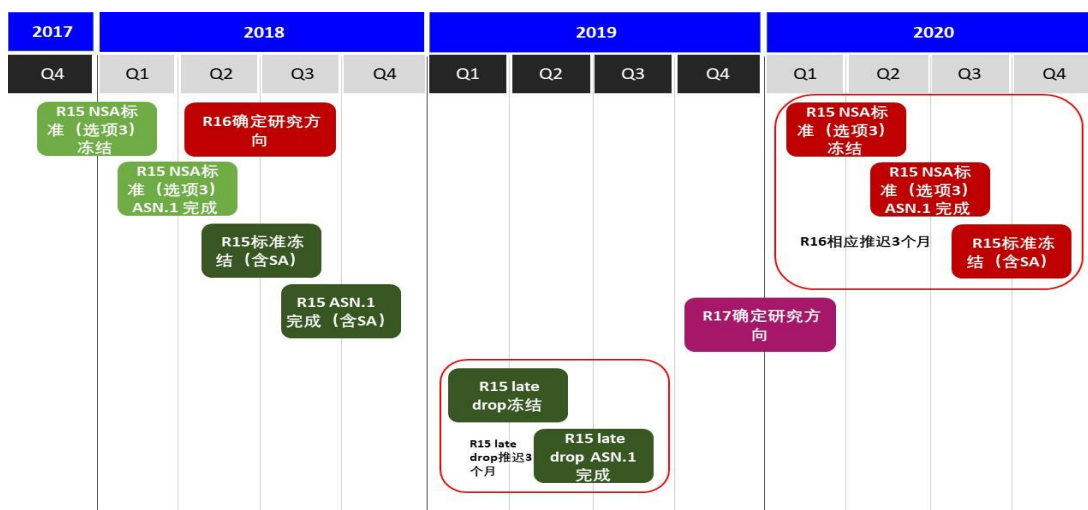 2017
2018
2019
2020
Q4
Q1
Q2
Q3
Q4
Q1
Q2
Q3
Q4
Q1
Q2
Q3
Q4
R15 NSA标
准（选项3）
冻结
R16确定研究方
向
R15 NSA标
准（选项3）
冻结
R15 NSA标
准（选项3）
ASN.1 完成
R15 NSA标
准（选项3）
ASN.1 完成
R15标准冻
结（含SA）
R16相应推迟3个月
R15标准冻
结（含SA）
R15 ASN.1
完成（含SA）
R17确定研究方
向
R15 late
drop冻结
R15 late
drop推迟3
个月
R15 late
drop ASN.1
完成